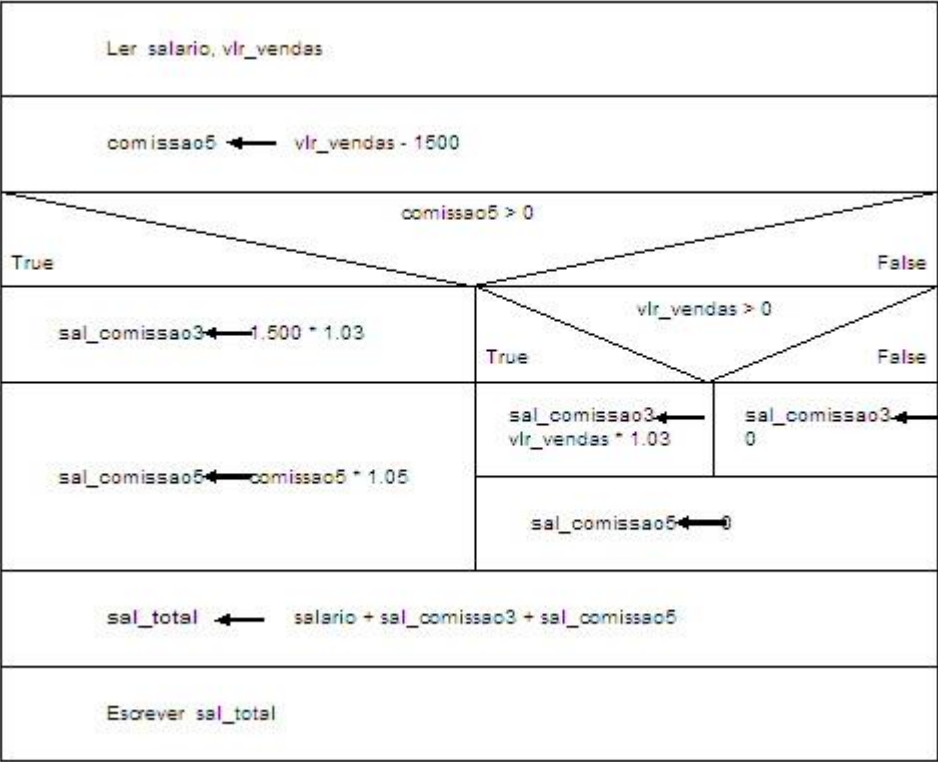 Ler salario, vlr_vendas
comissao5 ← vlr_vendas - 1500
comissao5 > 0
True
False
sal_comissao3 ← 1.500 * 1.03
vlr_vendas > 0
True
False
sal_comissao5 ← comissao5 * 1.05
sal_comissao3 ←
vlr_vendas * 1.03
sal_comissao3 ←
0
sal_comissao5 ← 0
sal_total ← salario + sal_comissao3 + sal_comissao5
Escrever sal_total